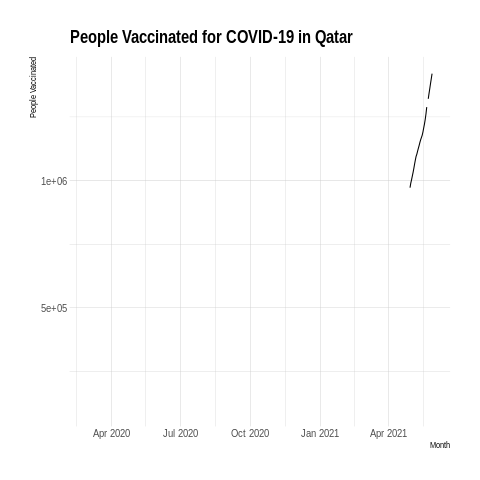 People Vaccinated for COVID-19 in Qatar
People Vaccinated
1e+06
5e+05
Apr 2020 Jul 2020 Oct 2020 Jan 2021 Apr 2021
Month